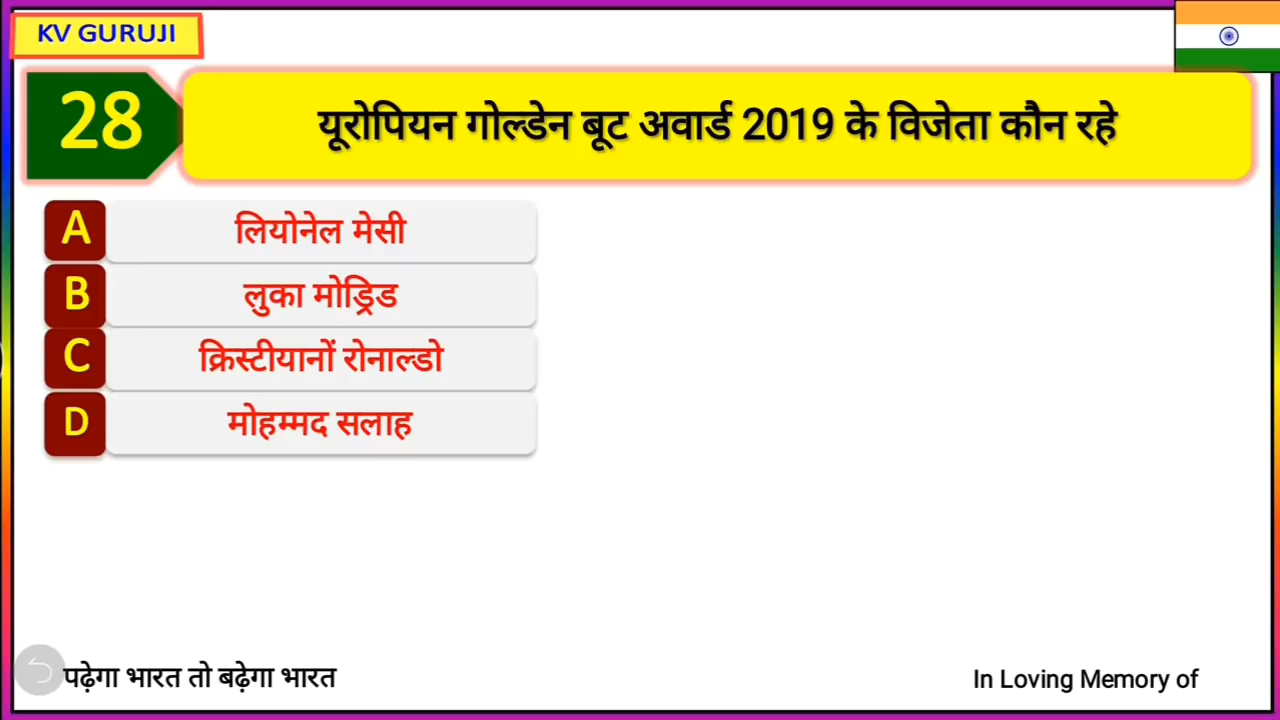 KV GURUJI
28
यूरोपियन गोल्डेन बूट अवार्ड 2019 के विजेता कौन रहे
A लियोनेल मेसी
B लुका मोड्रिड
C क्रिस्टीयानों रोनाल्डो
D मोहम्मद सलाह
पढ़ेगा भारत तो बढ़ेगा भारत
In Loving Memory of